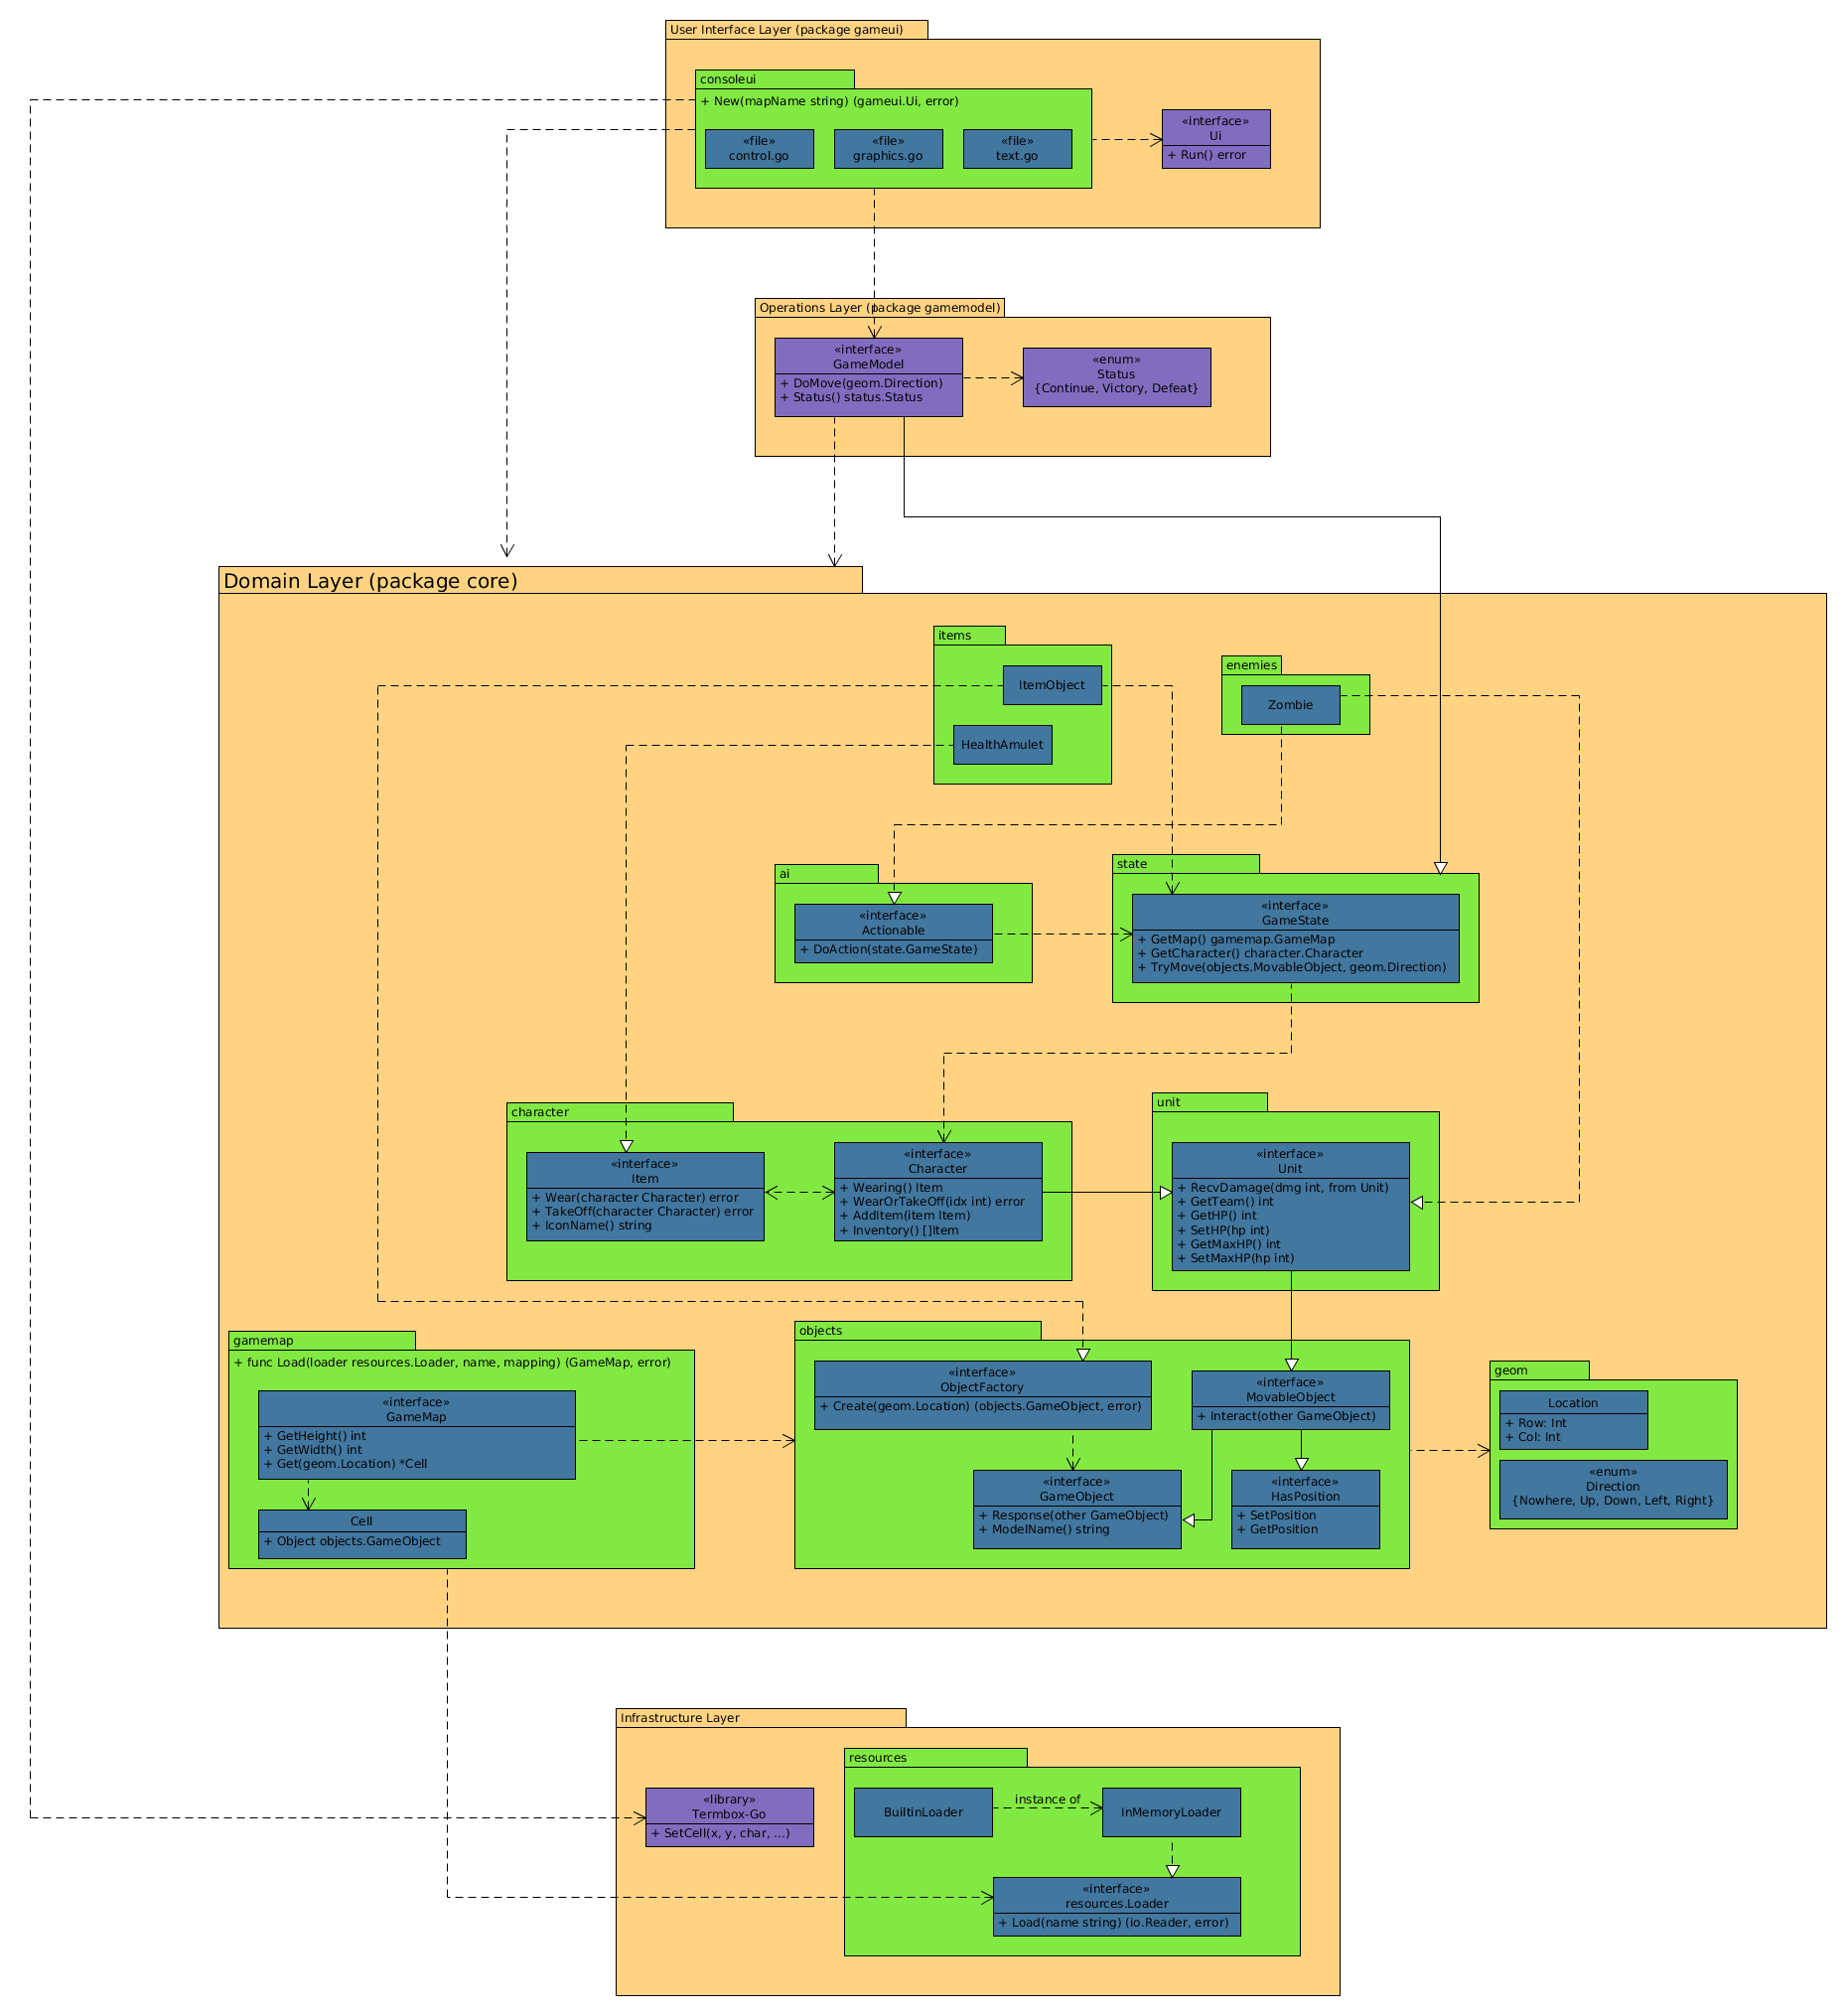 User Interface Layer (package gameui)
consoleui
+ New(mapName string) (gameui.Ui, error)
«file»
control.go
«file»
graphics.go
«file»
text.go
«interface»
Ui
+ Run() error
Operations Layer (package gamemodel)
«interface»
GameModel
+ DoMove(geom.Direction)
+ Status() status.Status
«enum»
Status
{Continue, Victory, Defeat}
Domain Layer (package core)
items
ItemObject
HealthAmulet
enemies
Zombie
ai
«interface»
Actionable
+ DoAction(state.GameState)
state
«interface»
GameState
+ GetMap() gamemap.GameMap
+ GetCharacter() character.Character
+ TryMove(objects.MovableObject, geom.Direction)
character
«interface»
Item
+ Wear(character Character) error
+ TakeOff(character Character) error
+ IconName() string
«interface»
Character
+ Wearing() Item
+ WearOrTakeOff(idx int) error
+ AddItem(item Item)
+ Inventory() []Item
unit
«interface»
Unit
+ RecvDamage(dmg int, from Unit)
+ GetTeam() int
+ GetHP() int
+ SetHP(hp int)
+ GetMaxHP() int
+ SetMaxHP(hp int)
gamemap
+ func Load(loader resources.Loader, name, mapping) (GameMap, error)
«interface»
GameMap
+ GetHeight() int
+ GetWidth() int
+ Get(geom.Location) *Cell
Cell
+ Object objects.GameObject
objects
«interface»
ObjectFactory
+ Create(geom.Location) (objects.GameObject, error)
«interface»
MovableObject
+ Interact(other GameObject)
«interface»
GameObject
+ Response(other GameObject)
+ ModelName() string
«interface»
HasPosition
+ SetPosition
+ GetPosition
geom
Location
+ Row: Int
+ Col: Int
«enum»
Direction
{Nowhere, Up, Down, Left, Right}
Infrastructure Layer
«library»
Termbox-Go
+ SetCell(x, y, char, ...)
resources
BuiltinLoader
instance of
InMemoryLoader
«interface»
resources.Loader
+ Load(name string) (io.Reader, error)